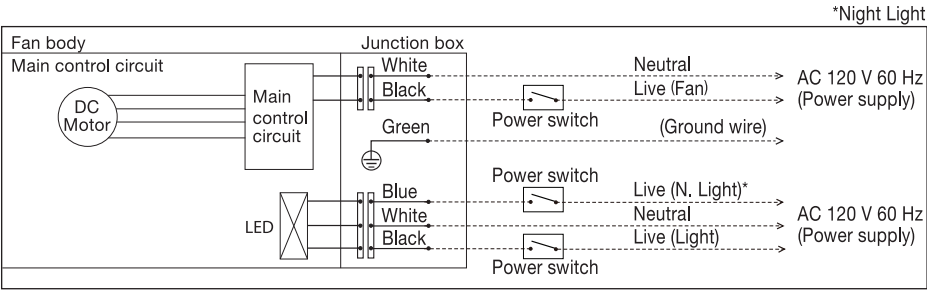 *Night Light
Fan body
Junction box
Main control circuit
White
Neutral
DC
Motor
Main
control
circuit
Black
Live (Fan)
AC 120 V 60 Hz
(Power supply)
Power switch
Green
(Ground wire)
Power switch
Blue
Live (N. Light)*
LED
White
Neutral
AC 120 V 60 Hz
(Power supply)
Black
Live (Light)
Power switch